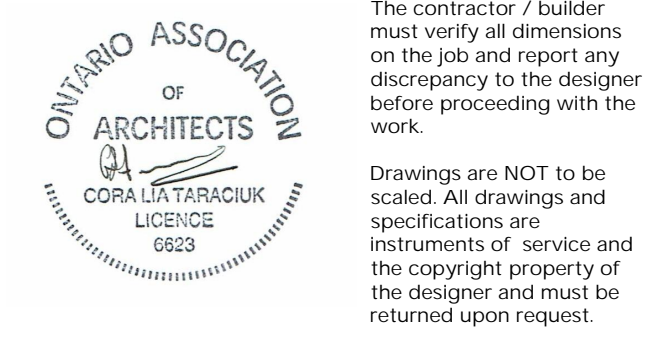 ONTARIO ASSOCIATION
OF
ARCHITECTS
CORA LIA TARACIUK
LICENCE
6623
The contractor / builder
must verify all dimensions
on the job and report any
discrepancy to the designer
before proceeding with the
work.
Drawings are NOT to be
scaled. All drawings and
specifications are
instruments of service and
the copyright property of
the designer and must be
returned upon request.